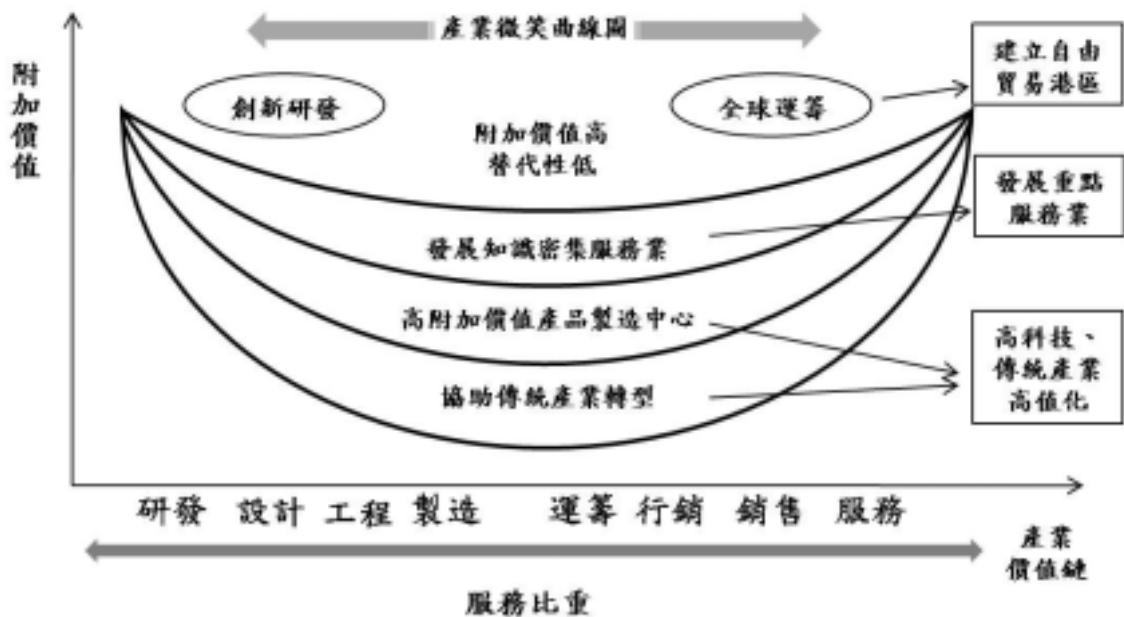 產業微笑曲線圖
附加價值
創新研發
全球運籌
建立自由
貿易港區
附加價值高
替代性低
發展重點
服務業
發展知識密集服務業
高附加價值產品製造中心
高科技、
傳統產業
高值化
協助傳統產業轉型
研發 設計 工程 製造 運籌 行銷 銷售 服務
產業
價值鏈
服務比重